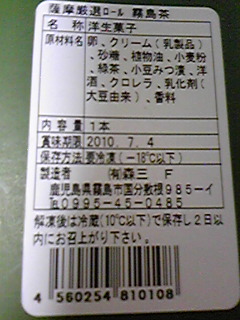 薩摩厳選ロール 霧島茶
名称 洋生菓子
原材料名 卵、クリーム(乳製品)
、砂糖、植物油、小麦粉
、緑茶、小豆みつ漬、洋
酒、クロレラ、乳化剤(
大豆由来)、香料
内容量 1本
賞味期限 2010. 7. 4
保存方法 要冷凍(-18℃以下)
製造者 (有)森三 F
鹿児島県霧島市国分敷根985-イ
℡0995-45-0485
解凍後は冷蔵(10℃以下)で保存し2日以
内にお召上がり下さい。
4 560254 810108